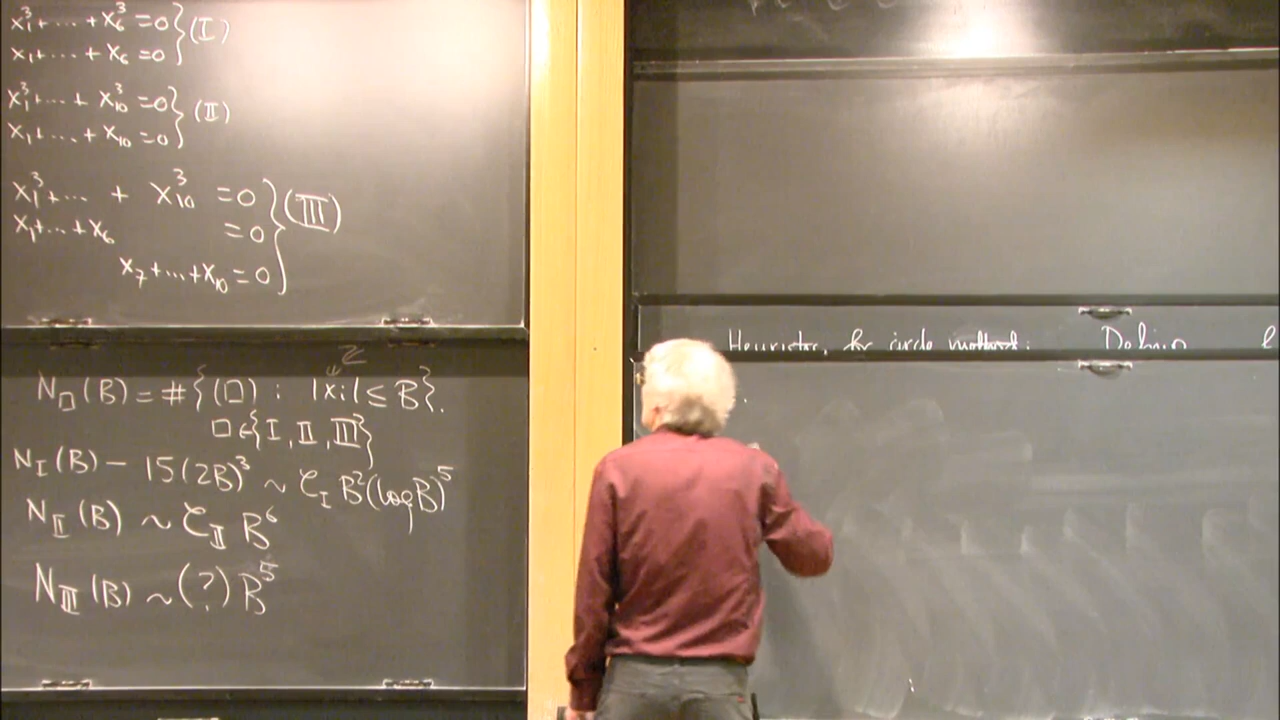 x₁³+⋯+x₆³=0 } (I)
x₁+⋯+x₆=0
x₁³+⋯+x₁₀³=0 } (II)
x₁+⋯+x₁₀=0
x₁³+⋯ + x₁₀³ =0 } (III)
x₁+⋯+x₆ =0
x₇+⋯+x₁₀=0
ℤ
N□(B) = #{(□) : |xᵢ| ≤ B}.
□∈{I, II, III}
N_I(B) − 15(2B)³ ~ C_I B²(log B)⁵
N_II(B) ~ C_II B⁶
N_III(B) ~ (?) B⁵
for circle method: